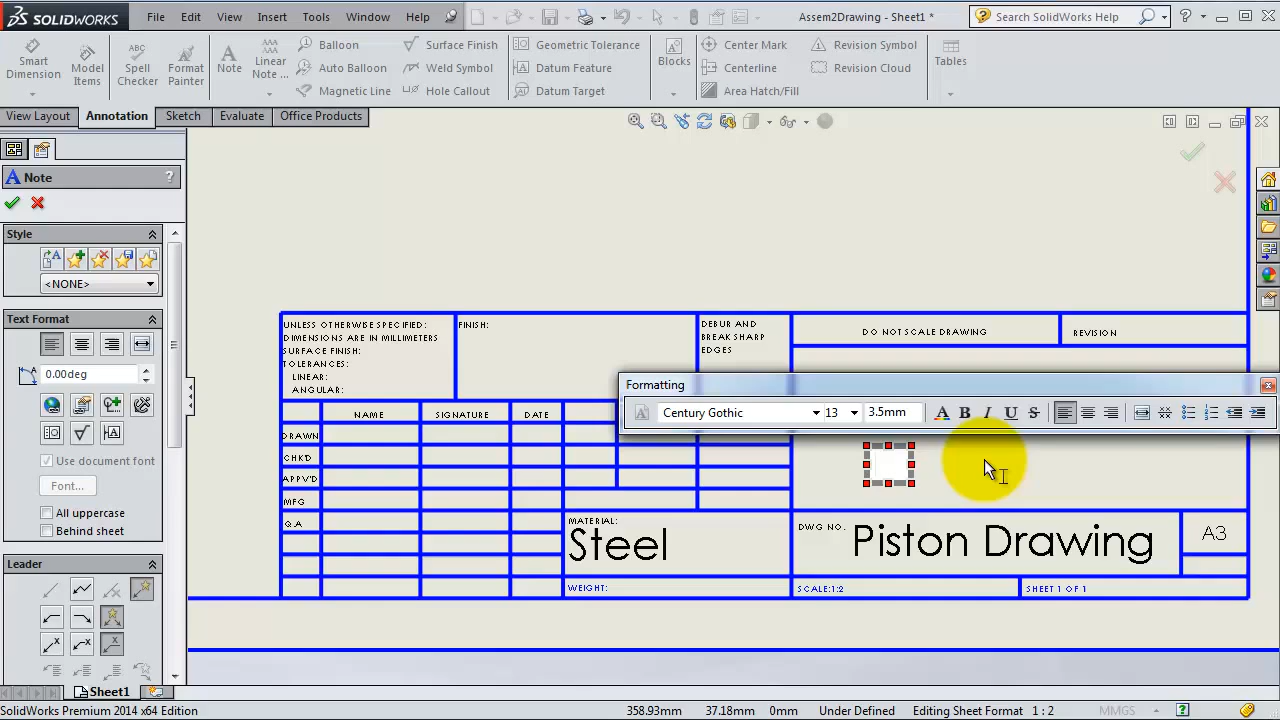 SOLIDWORKS File Edit View Insert Tools Window Help Assem2Drawing - Sheet1 * Search SolidWorks Help
Smart Dimension
Model Items
Spell Checker
Format Painter
Note
Linear Note ...
Balloon
Auto Balloon
Magnetic Line
Surface Finish
Weld Symbol
Hole Callout
Geometric Tolerance
Datum Feature
Datum Target
Blocks
Center Mark
Centerline
Area Hatch/Fill
Revision Symbol
Revision Cloud
Tables
View Layout Annotation Sketch Evaluate Office Products
Note ?
Style
<NONE>
Text Format
0.00deg
Use document font
Font...
All uppercase
Behind sheet
Leader
UNLESS OTHERWISE SPECIFIED:
DIMENSIONS ARE IN MILLIMETERS
SURFACE FINISH:
TOLERANCES:
LINEAR:
ANGULAR:
FINISH:
DEBUR AND
BREAK SHARP
EDGES
DO NOT SCALE DRAWING
REVISION
Formatting
Century Gothic 13 3.5mm A B I U S
NAME SIGNATURE DATE
DRAWN
CHK'D
APPV'D
MFG
Q.A
MATERIAL:
Steel
DWG NO.
Piston Drawing
A3
WEIGHT:
SCALE:1:2
SHEET 1 OF 1
Sheet1
SolidWorks Premium 2014 x64 Edition 358.93mm 37.18mm 0mm Under Defined Editing Sheet Format 1 : 2 MMGS